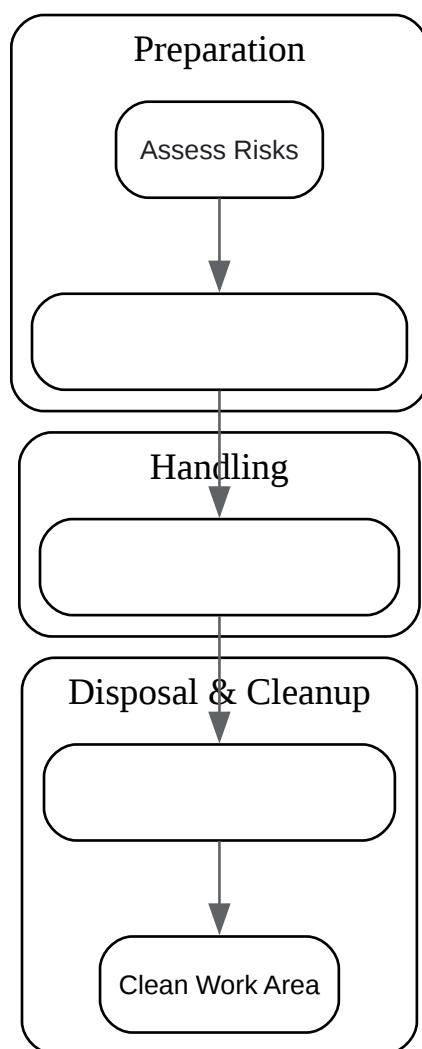 Preparation
Assess Risks
Handling
Disposal & Cleanup
Clean Work Area